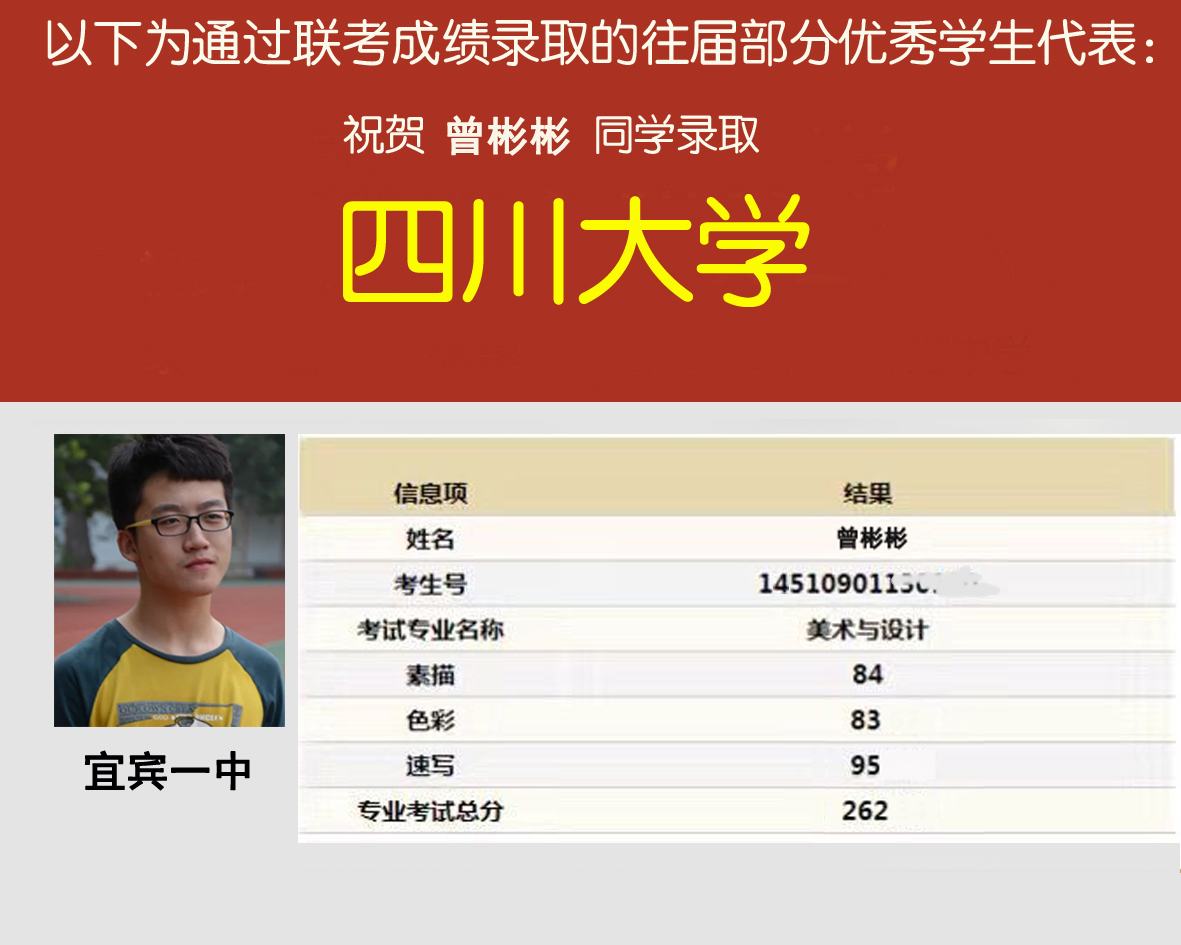 以下为通过联考成绩录取的往届部分优秀学生代表:
祝贺 曾彬彬 同学录取
四川大学
信息项 结果
姓名 曾彬彬
考生号 145109011
考试专业名称 美术与设计
素描 84
色彩 83
速写 95
专业考试总分 262
宜宾一中